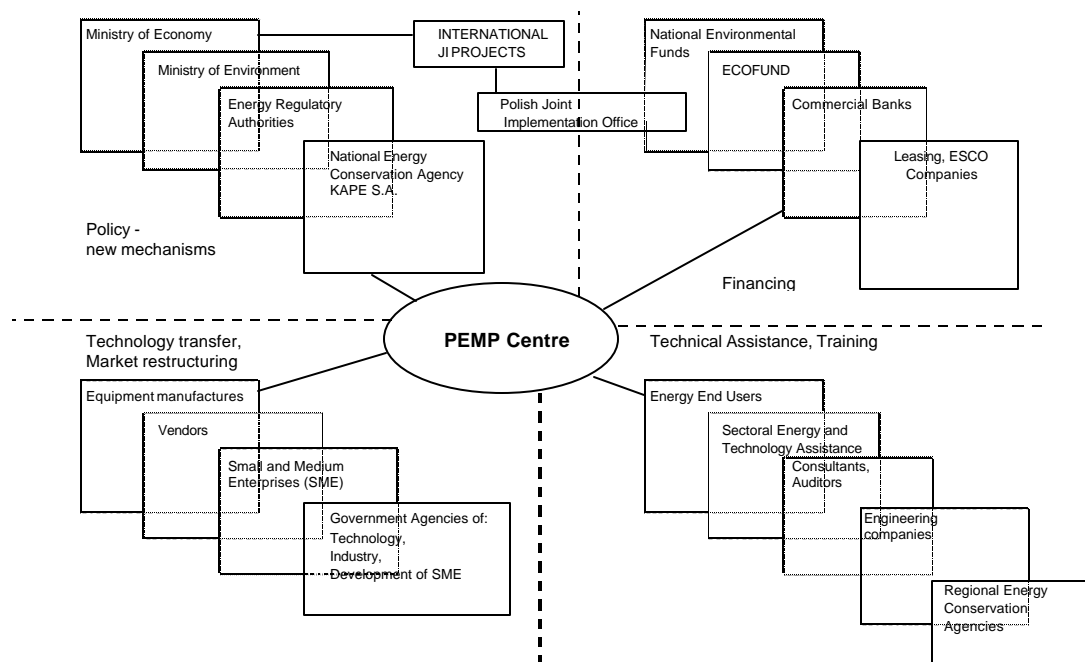 Ministry of Economy
Ministry of Environment
Energy Regulatory
Authorities
National Energy
Conservation Agency
KAPE S.A.
Policy -
new mechanisms
INTERNATIONAL
JI PROJECTS
Polish Joint
Implementation Office
National Environmental
Funds
ECOFUND
Commercial Banks
Leasing, ESCO
Companies
Financing
PEMP Centre
Technology transfer,
Market restructuring
Equipment manufactures
Vendors
Small and Medium
Enterprises (SME)
Government Agencies of:
Technology,
Industry,
Development of SME
Technical Assistance, Training
Energy End Users
Sectoral Energy and
Technology Assistance
Consultants,
Auditors
Engineering
companies
Regional Energy
Conservation
Agencies